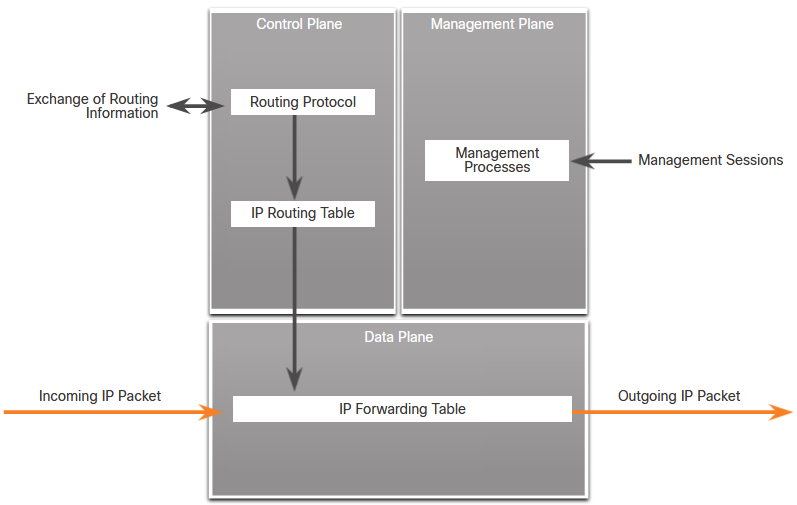 Control Plane
Management Plane
Exchange of Routing
Information
Routing Protocol
Management
Processes
Management Sessions
IP Routing Table
Data Plane
Incoming IP Packet
IP Forwarding Table
Outgoing IP Packet